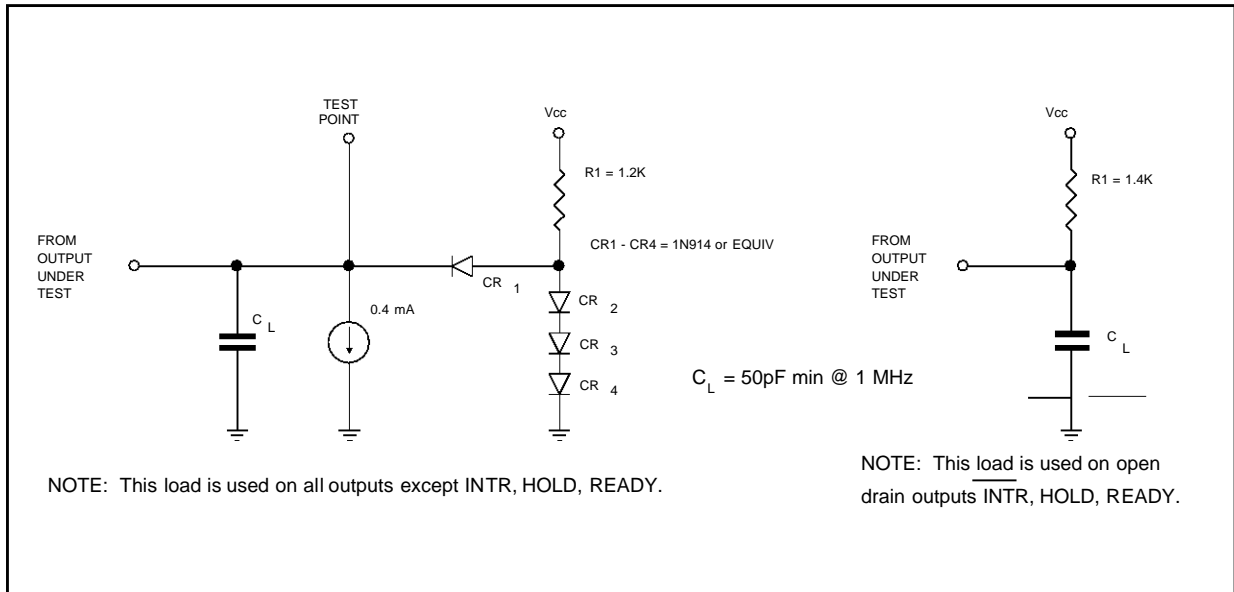 TEST
POINT
Vcc
R1 = 1.2K
CR1 - CR4 = 1N914 or EQUIV
FROM
OUTPUT
UNDER
TEST
C L
0.4 mA
CR 1
CR 2
CR 3
CR 4
C L = 50pF min @ 1 MHz
NOTE: This load is used on all outputs except INTR, HOLD, READY.
Vcc
R1 = 1.4K
FROM
OUTPUT
UNDER
TEST
C L
NOTE: This load is used on open
drain outputs INTR, HOLD, READY.